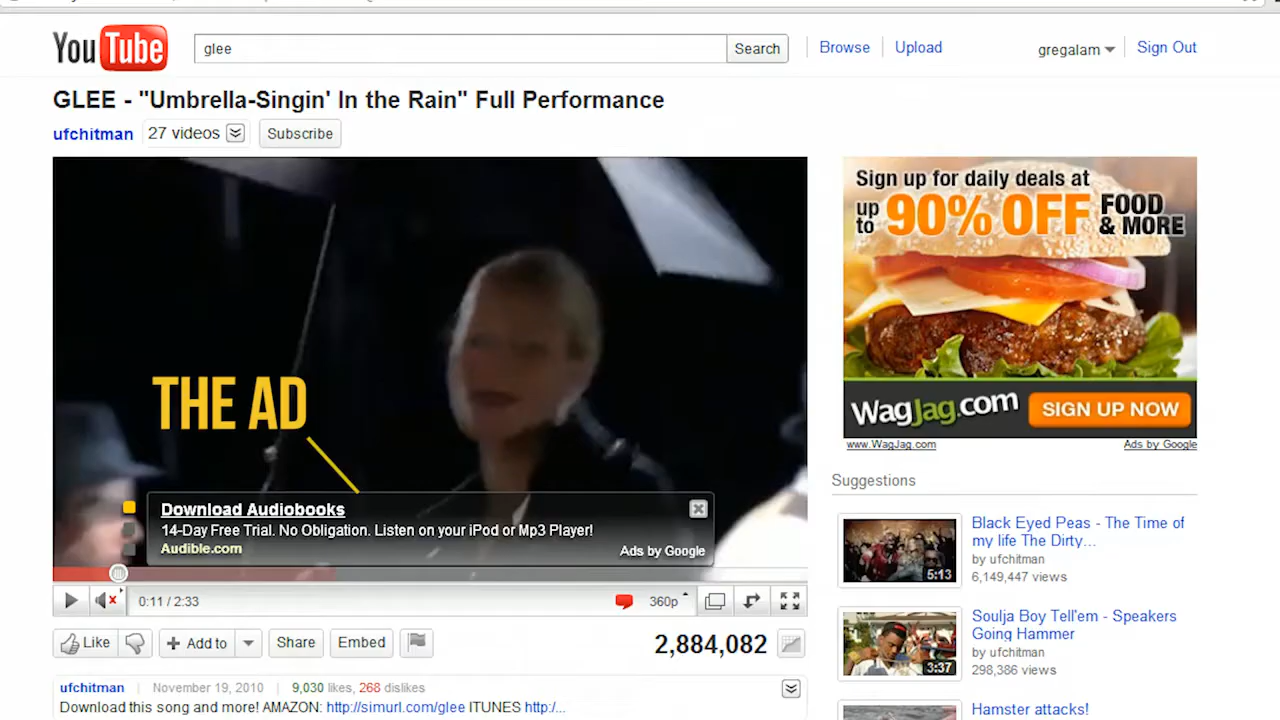 YouTube
glee
Search
Browse
Upload
gregalam
Sign Out
GLEE - "Umbrella-Singin' In the Rain" Full Performance
ufchitman
27 videos
Subscribe
THE AD
Download Audiobooks
14-Day Free Trial. No Obligation. Listen on your iPod or Mp3 Player!
Audible.com
Ads by Google
0:11 / 2:33
360p
Like
Add to
Share
Embed
2,884,082
ufchitman
November 19, 2010
9,030 likes, 268 dislikes
Download this song and more! AMAZON: http://simurl.com/glee ITUNES http:/...
Sign up for daily deals at
up to 90% OFF FOOD & MORE
WagJag.com
SIGN UP NOW
www.WagJag.com
Ads by Google
Suggestions
5:13
Black Eyed Peas - The Time of
my life The Dirty...
by ufchitman
6,149,447 views
3:37
Soulja Boy Tell'em - Speakers
Going Hammer
by ufchitman
298,386 views
Hamster attacks!